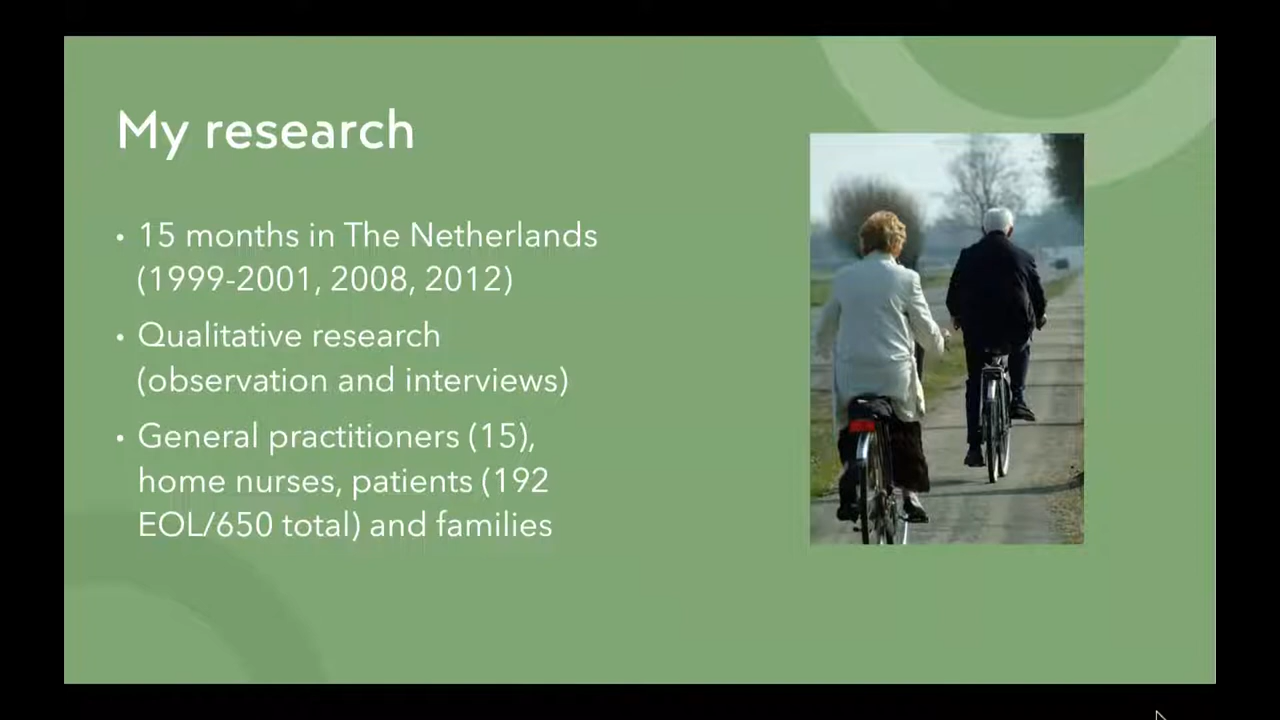 My research
• 15 months in The Netherlands
(1999-2001, 2008, 2012)
• Qualitative research
(observation and interviews)
• General practitioners (15),
home nurses, patients (192
EOL/650 total) and families